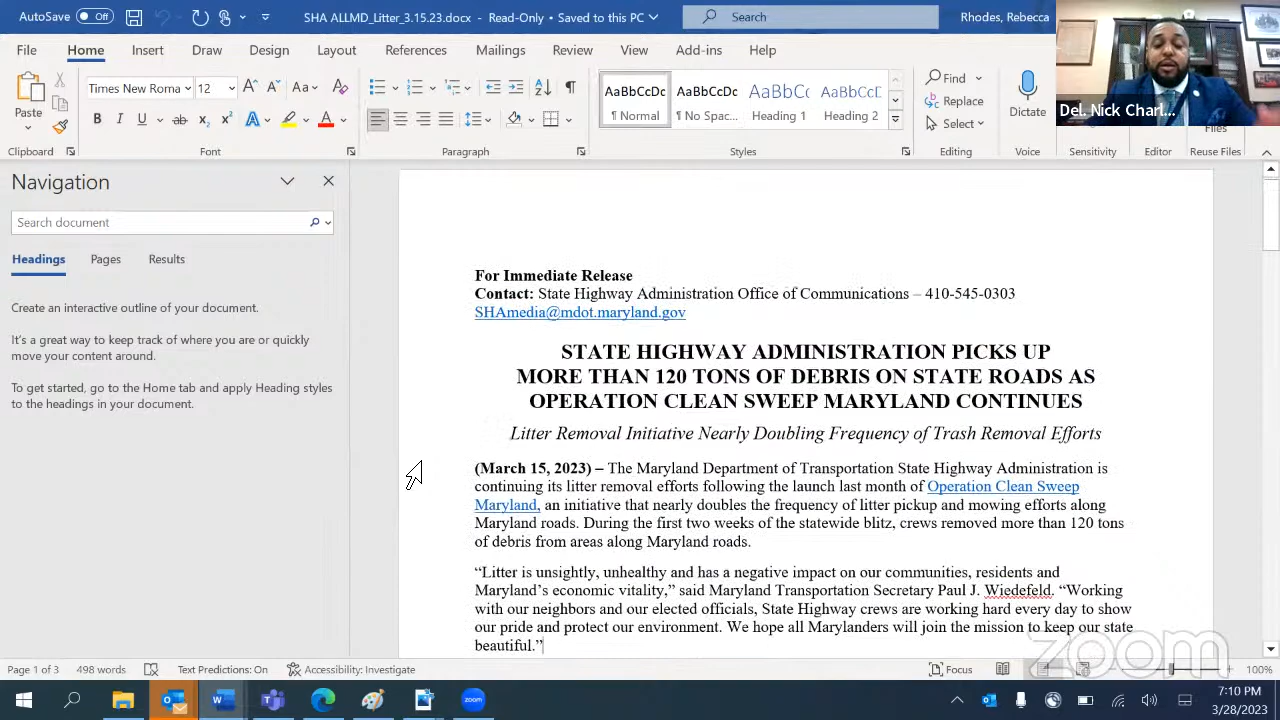 AutoSave Off SHA ALLMD_Litter_3.15.23.docx - Read-Only • Saved to this PC Search Rhodes, Rebecca
File Home Insert Draw Design Layout References Mailings Review View Add-ins Help
Paste Times New Roma 12 Aa
AaBbCcDc AaBbCcDc AaBbCc AaBbCcD
¶ Normal ¶ No Spac... Heading 1 Heading 2
Find
Replace
Select
Dictate
Del. Nick Charl...
Files
Clipboard Font Paragraph Styles Editing Voice Sensitivity Editor Reuse Files
Navigation
Search document
Headings Pages Results
Create an interactive outline of your document.
It's a great way to keep track of where you are or quickly
move your content around.
To get started, go to the Home tab and apply Heading styles
to the headings in your document.
For Immediate Release
Contact: State Highway Administration Office of Communications – 410-545-0303
SHAmedia@mdot.maryland.gov
STATE HIGHWAY ADMINISTRATION PICKS UP
MORE THAN 120 TONS OF DEBRIS ON STATE ROADS AS
OPERATION CLEAN SWEEP MARYLAND CONTINUES
Litter Removal Initiative Nearly Doubling Frequency of Trash Removal Efforts
(March 15, 2023) – The Maryland Department of Transportation State Highway Administration is
continuing its litter removal efforts following the launch last month of Operation Clean Sweep
Maryland, an initiative that nearly doubles the frequency of litter pickup and mowing efforts along
Maryland roads. During the first two weeks of the statewide blitz, crews removed more than 120 tons
of debris from areas along Maryland roads.
“Litter is unsightly, unhealthy and has a negative impact on our communities, residents and
Maryland’s economic vitality,” said Maryland Transportation Secretary Paul J. Wiedefeld. “Working
with our neighbors and our elected officials, State Highway crews are working hard every day to show
our pride and protect our environment. We hope all Marylanders will join the mission to keep our state
beautiful.”
zoom
Page 1 of 3 498 words Text Predictions: On Accessibility: Investigate Focus 100%
zoom
7:10 PM
3/28/2023